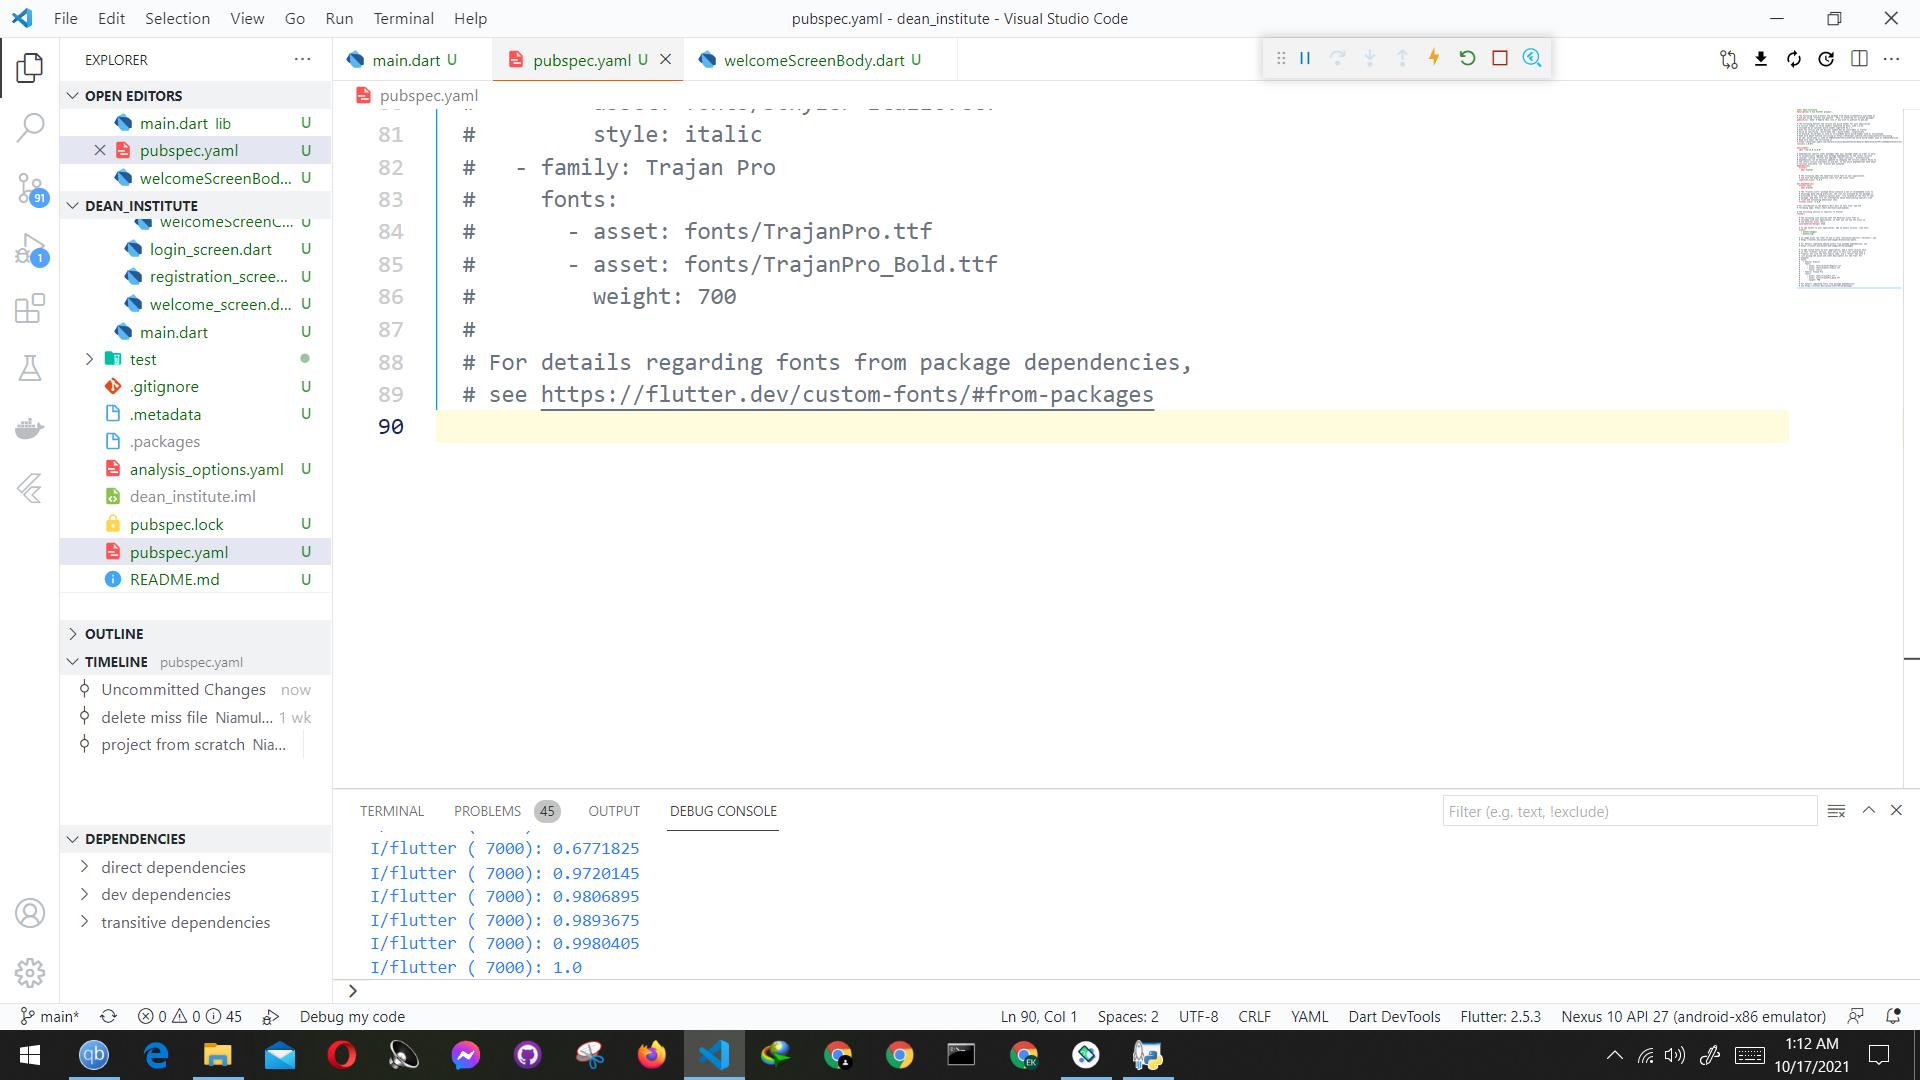 File Edit Selection View Go Run Terminal Help
pubspec.yaml - dean_institute - Visual Studio Code
EXPLORER
OPEN EDITORS
main.dart lib U
pubspec.yaml U
welcomeScreenBod... U
DEAN_INSTITUTE
welcomeScreenC... U
login_screen.dart U
registration_scree... U
welcome_screen.d... U
main.dart U
test
.gitignore U
.metadata U
.packages
analysis_options.yaml U
dean_institute.iml
pubspec.lock U
pubspec.yaml U
README.md U
OUTLINE
TIMELINE pubspec.yaml
Uncommitted Changes now
delete miss file Niamul... 1 wk
project from scratch Nia...
DEPENDENCIES
direct dependencies
dev dependencies
transitive dependencies
91
1
main.dart U
pubspec.yaml U
welcomeScreenBody.dart U
pubspec.yaml
81 # style: italic
82 # - family: Trajan Pro
83 # fonts:
84 # - asset: fonts/TrajanPro.ttf
85 # - asset: fonts/TrajanPro_Bold.ttf
86 # weight: 700
87 #
88 # For details regarding fonts from package dependencies,
89 # see https://flutter.dev/custom-fonts/#from-packages
90
TERMINAL PROBLEMS 45 OUTPUT DEBUG CONSOLE
Filter (e.g. text, !exclude)
I/flutter ( 7000): 0.6771825
I/flutter ( 7000): 0.9720145
I/flutter ( 7000): 0.9806895
I/flutter ( 7000): 0.9893675
I/flutter ( 7000): 0.9980405
I/flutter ( 7000): 1.0
main* 0 0 45 Debug my code
Ln 90, Col 1 Spaces: 2 UTF-8 CRLF YAML Dart DevTools Flutter: 2.5.3 Nexus 10 API 27 (android-x86 emulator)
qb
EK
1:12 AM
10/17/2021